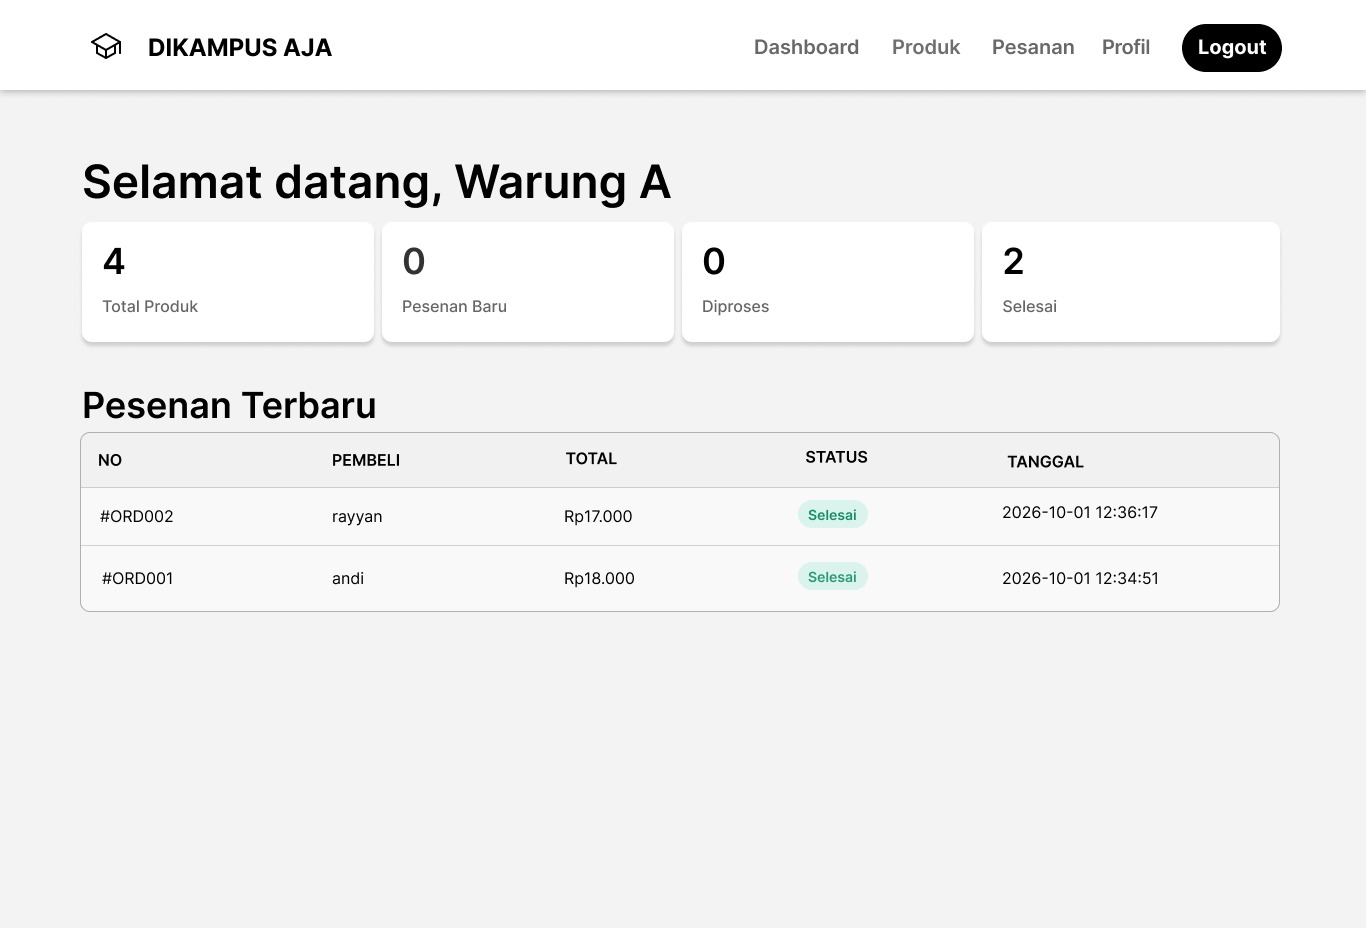 DIKAMPUS AJA Dashboard Produk Pesanan Profil Logout
Selamat datang, Warung A
4 0 0 2
Total Produk Pesenan Baru Diproses Selesai
Pesenan Terbaru
NO PEMBELI TOTAL STATUS TANGGAL
#ORD002 rayyan Rp17.000 Selesai 2026-10-01 12:36:17
#ORD001 andi Rp18.000 Selesai 2026-10-01 12:34:51